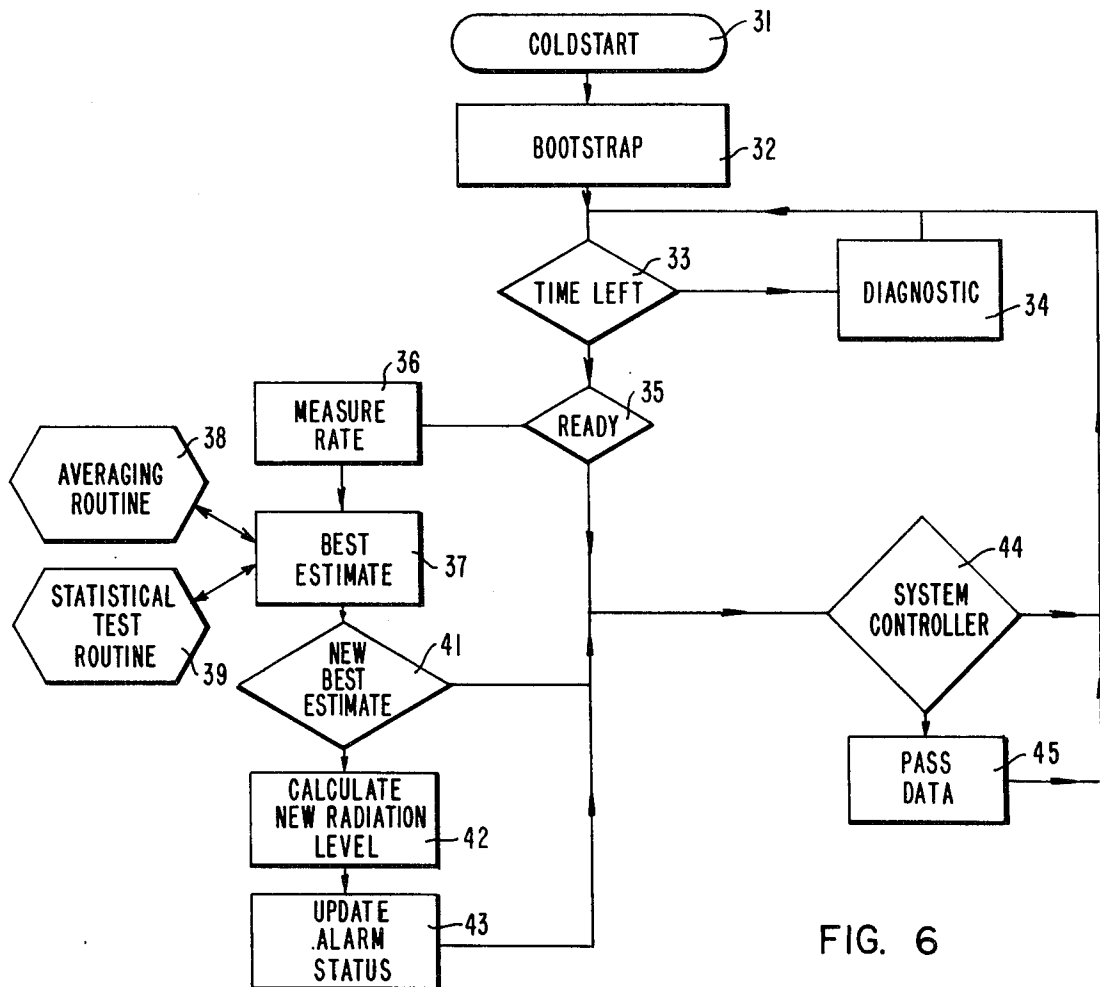 COLDSTART
31
BOOTSTRAP
32
TIME LEFT
33
DIAGNOSTIC
34
MEASURE
RATE
36
READY
35
AVERAGING
ROUTINE
38
BEST
ESTIMATE
37
STATISTICAL
TEST
ROUTINE
39
NEW
BEST
ESTIMATE
41
SYSTEM
CONTROLLER
44
CALCULATE
NEW RADIATION
LEVEL
42
PASS
DATA
45
UPDATE
ALARM
STATUS
43
FIG. 6